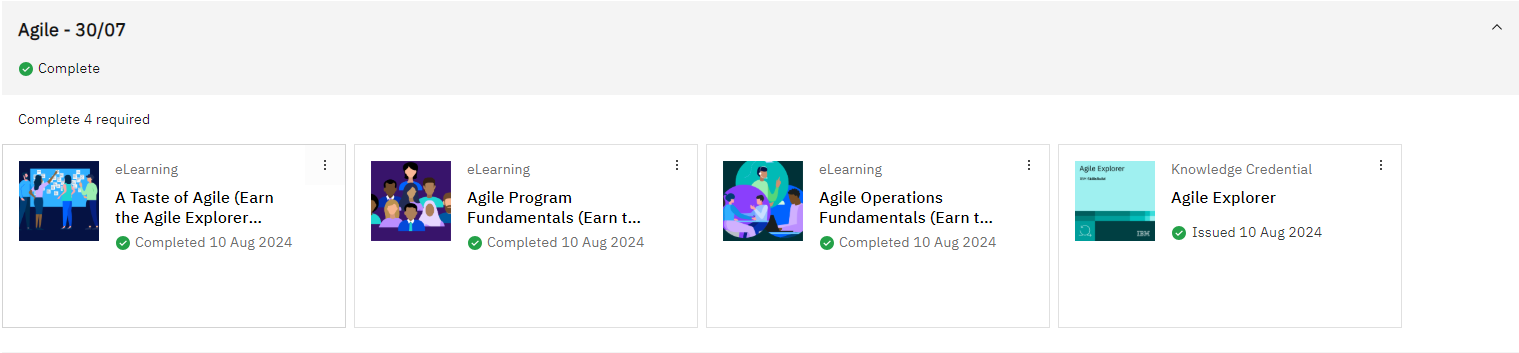 Agile - 30/07
Complete
Complete 4 required
eLearning
A Taste of Agile (Earn
the Agile Explorer...
Completed 10 Aug 2024
eLearning
Agile Program
Fundamentals (Earn t...
Completed 10 Aug 2024
eLearning
Agile Operations
Fundamentals (Earn t...
Completed 10 Aug 2024
Agile Explorer
IBM
Knowledge Credential
Agile Explorer
Issued 10 Aug 2024